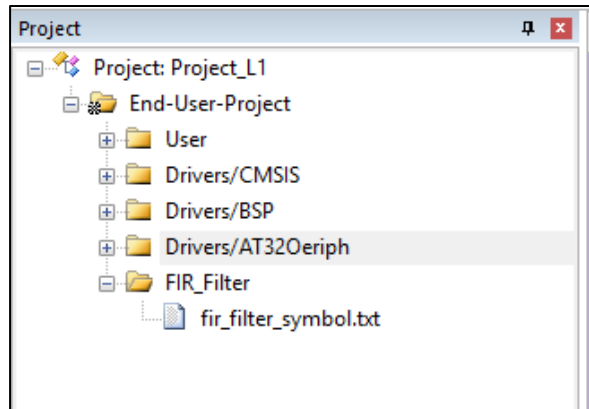 Project
Project: Project_L1
End-User-Project
User
Drivers/CMSIS
Drivers/BSP
Drivers/AT32Oeriph
FIR_Filter
fir_filter_symbol.txt